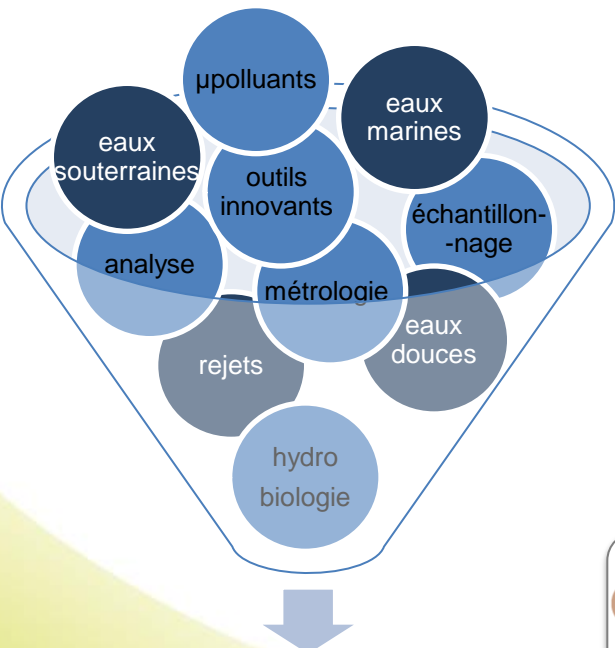 µpolluants
eaux
marines
eaux
souterraines
outils
innovants
échantillon-
-nage
analyse
métrologie
eaux
douces
rejets
hydro
biologie